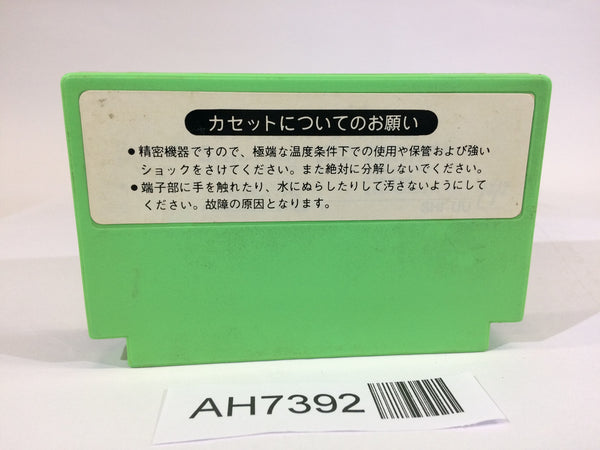 カセットについてのお願い
●精密機器ですので、極端な温度条件下での使用や保管および強い
ショックをさけてください。また絶対に分解しないでください。
●端子部に手を触れたり、水にぬらしたりして汚さないようにして
ください。故障の原因となります。
AH7392